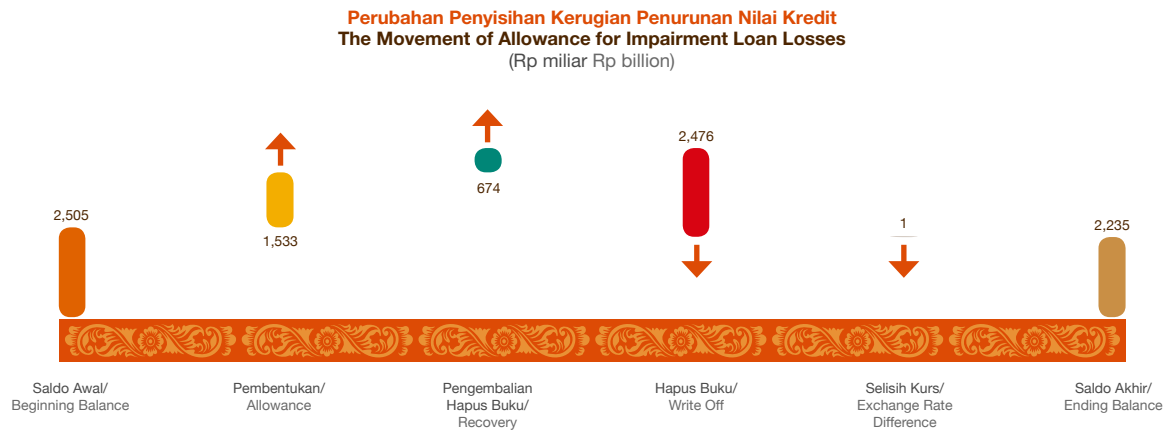 Perubahan Penyisihan Kerugian Penurunan Nilai Kredit
The Movement of Allowance for Impairment Loan Losses
(Rp miliar Rp billion)
2,505
1,533
674
2,476
1
2,235
Saldo Awal/
Beginning Balance
Pembentukan/
Allowance
Pengembalian
Hapus Buku/
Recovery
Hapus Buku/
Write Off
Selisih Kurs/
Exchange Rate
Difference
Saldo Akhir/
Ending Balance